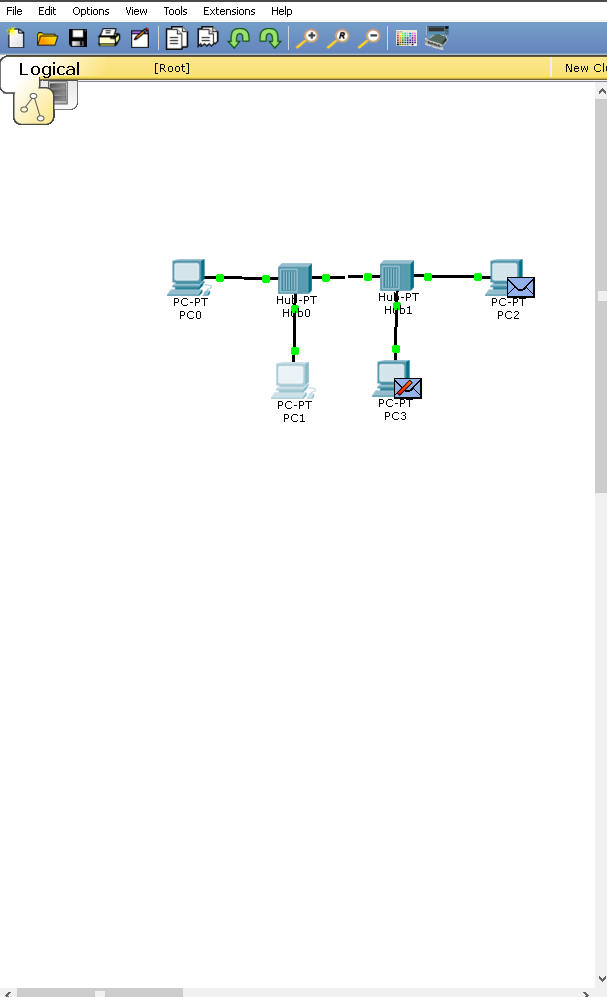 File Edit Options View Tools Extensions Help
Logical [Root] New Clu
PC-PT
PC0
Hub-PT
Hub0
Hub-PT
Hub1
PC-PT
PC2
PC-PT
PC1
PC-PT
PC3